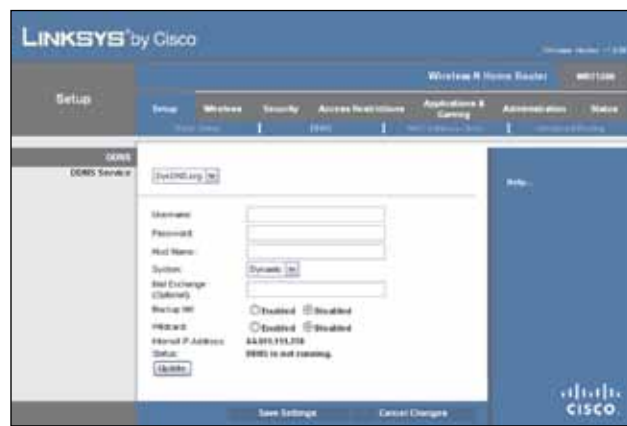 LINKSYS by Cisco
Wireless-N Home Router
Setup
Setup Wireless Security Access Restrictions Applications & Gaming Administration Status
DDNS
DDNS
DDNS Service
DynDNS.org
Help...
Username:
Password:
Host Name:
System: Dynamic
Mail Exchange (Optional):
Backup MX: Enabled Disabled
Wildcard: Enabled Disabled
Internet IP Address:
Status: DDNS is not running.
Update
Save Settings Cancel Changes
CISCO